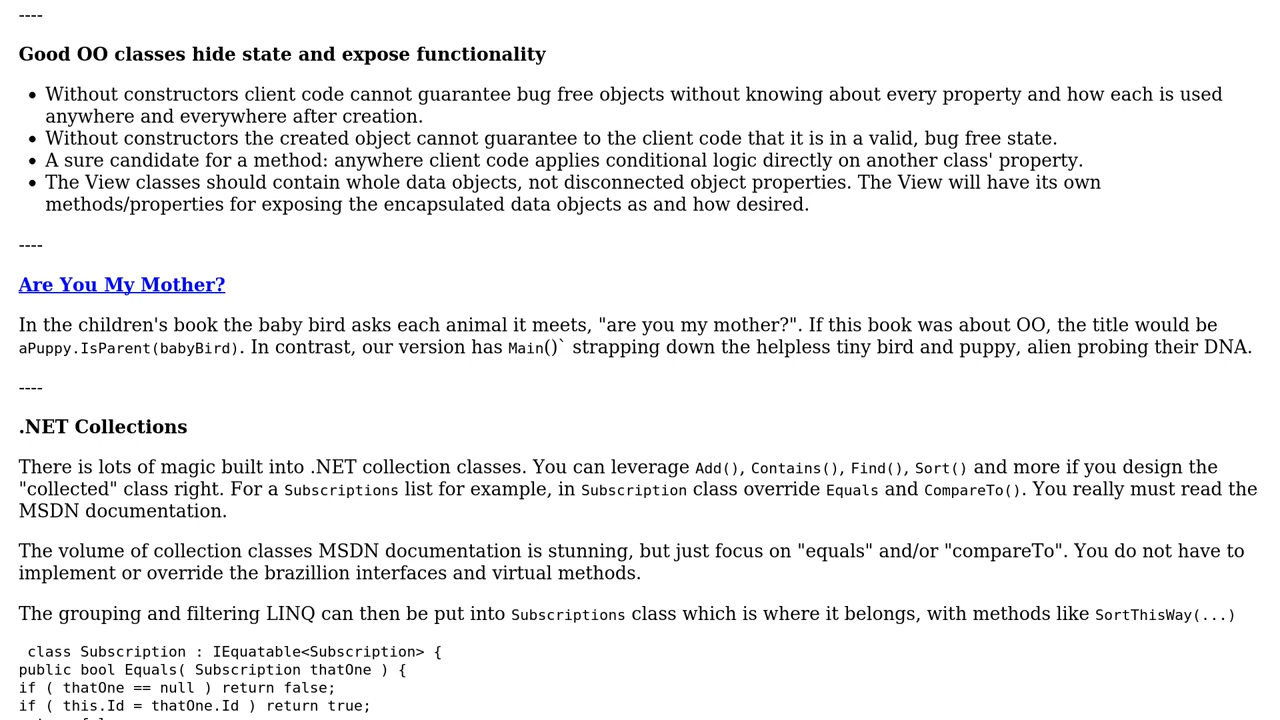 ----
Good OO classes hide state and expose functionality
• Without constructors client code cannot guarantee bug free objects without knowing about every property and how each is used
anywhere and everywhere after creation.
• Without constructors the created object cannot guarantee to the client code that it is in a valid, bug free state.
• A sure candidate for a method: anywhere client code applies conditional logic directly on another class' property.
• The View classes should contain whole data objects, not disconnected object properties. The View will have its own
methods/properties for exposing the encapsulated data objects as and how desired.
----
Are You My Mother?
In the children's book the baby bird asks each animal it meets, "are you my mother?". If this book was about OO, the title would be
aPuppy.IsParent(babyBird). In contrast, our version has Main()` strapping down the helpless tiny bird and puppy, alien probing their DNA.
----
.NET Collections
There is lots of magic built into .NET collection classes. You can leverage Add(), Contains(), Find(), Sort() and more if you design the
"collected" class right. For a Subscriptions list for example, in Subscription class override Equals and CompareTo(). You really must read the
MSDN documentation.
The volume of collection classes MSDN documentation is stunning, but just focus on "equals" and/or "compareTo". You do not have to
implement or override the brazillion interfaces and virtual methods.
The grouping and filtering LINQ can then be put into Subscriptions class which is where it belongs, with methods like SortThisWay(...)
class Subscription : IEquatable<Subscription> {
public bool Equals( Subscription thatOne ) {
if ( thatOne == null ) return false;
if ( this.Id = thatOne.Id ) return true;